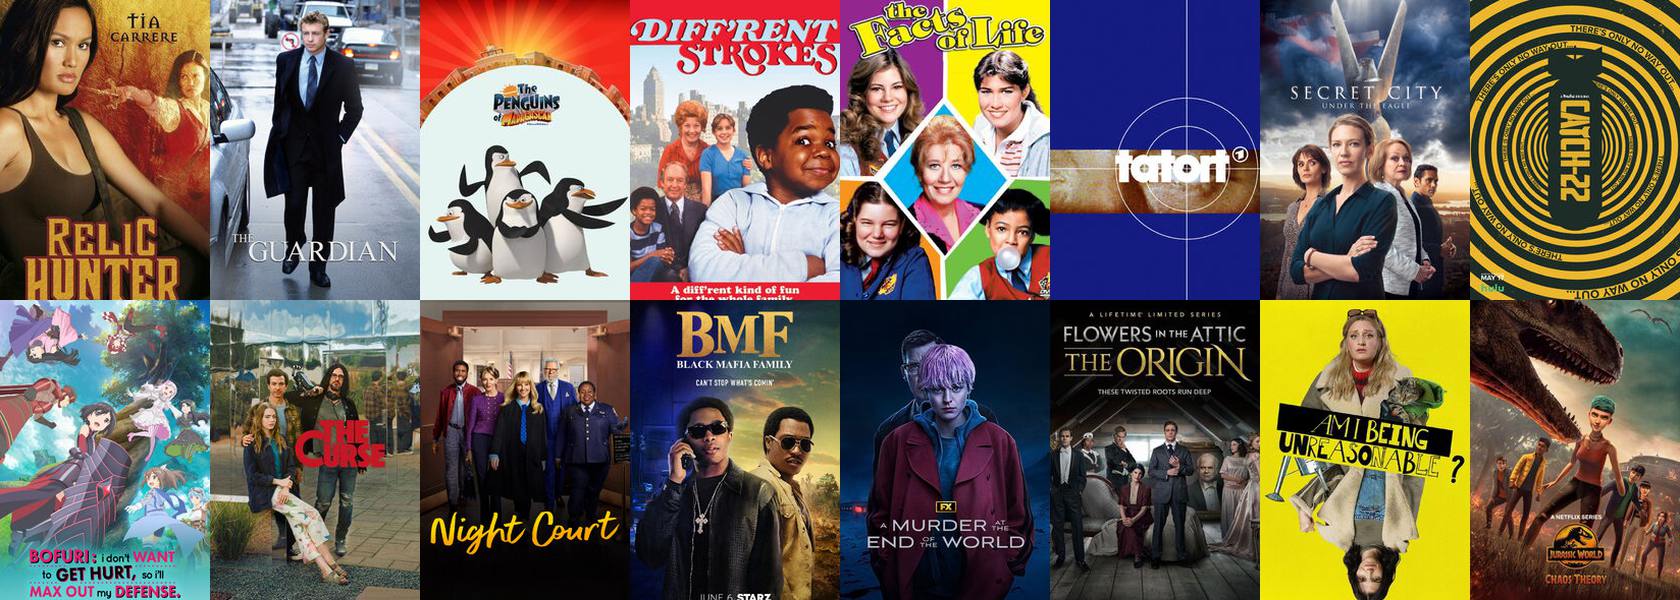 TIA
CARRERE
RELIC
HUNTER
THE
GUARDIAN
The
PENGUINS
of MADAGASCAR
DIFF'RENT
STROKES
A diff'rent kind of fun
for the whole family.
the
Facts
of Life
tatort
SECRET CITY
UNDER THE EAGLE
THERE'S ONLY NO WAY OUT...
CATCH-22
MAY 17
hulu
BOFURI: i don't WANT
to GET HURT, so i'll
MAX OUT my DEFENSE.
THE
CURSE
Night Court
BMF
BLACK MAFIA FAMILY
CAN'T STOP WHAT'S COMIN'
JUNE 6 STARZ
FX
A MURDER AT THE
END OF THE WORLD
A LIFETIME LIMITED SERIES
FLOWERS IN THE ATTIC
THE ORIGIN
THESE TWISTED ROOTS RUN DEEP
AM I BEING
UNREASONABLE?
A NETFLIX SERIES
JURASSIC WORLD
CHAOS THEORY